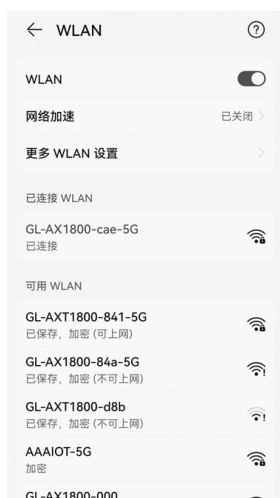 WLAN
WLAN
网络加速 已关闭
更多 WLAN 设置
已连接 WLAN
GL-AX1800-cae-5G
已连接
可用 WLAN
GL-AXT1800-841-5G
已保存，加密 (可上网)
GL-AX1800-84a-5G
已保存，加密 (不可上网)
GL-AXT1800-d8b
已保存，加密 (不可上网)
AAAIOT-5G
加密
GL-AX1800-000